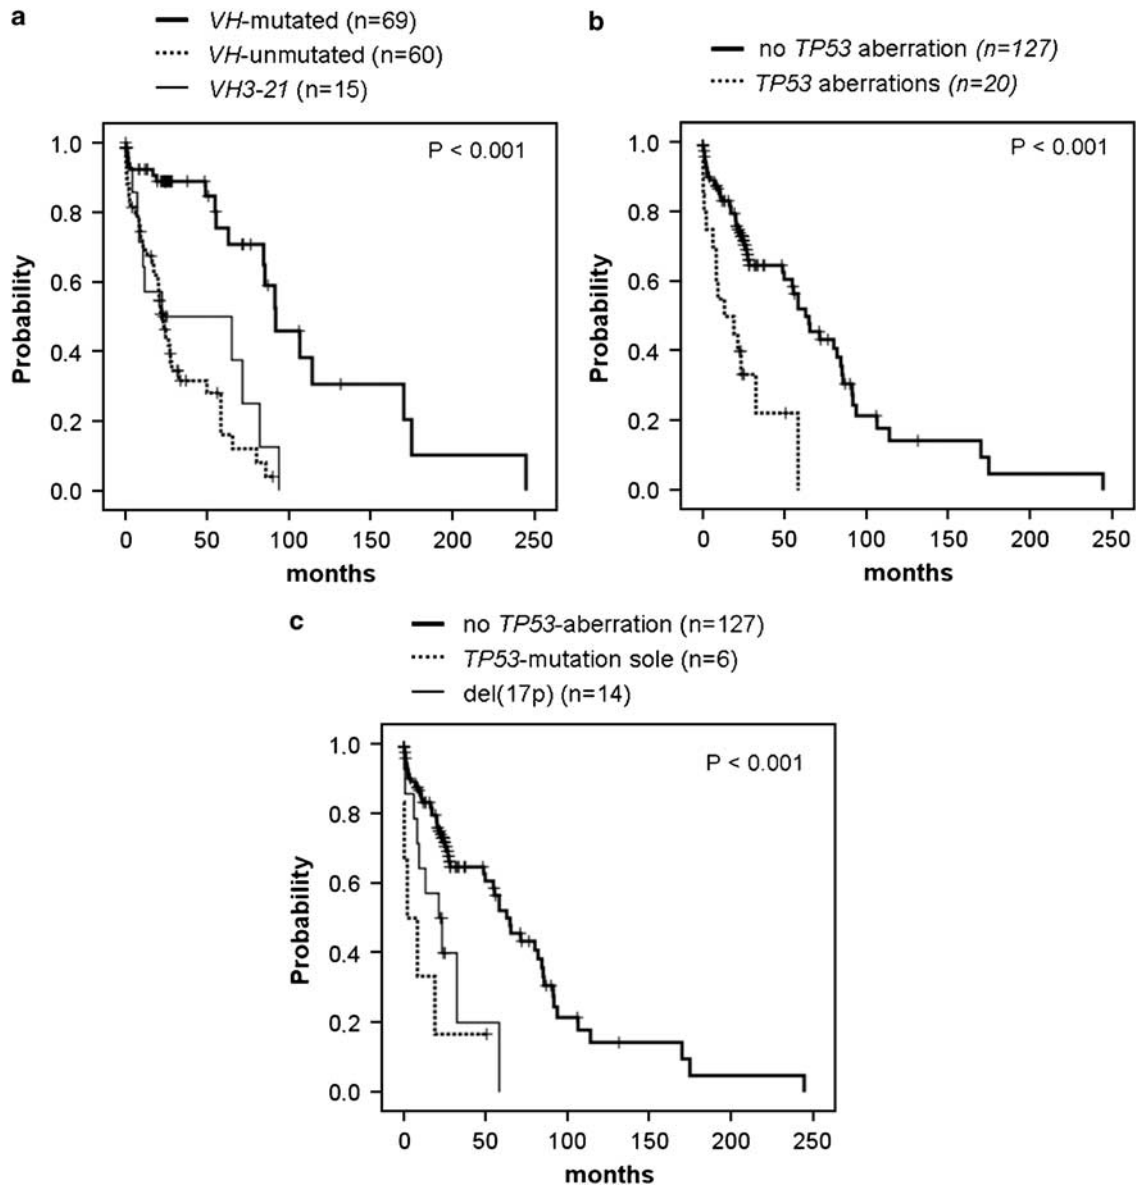 a
VH-mutated (n=69)
VH-unmutated (n=60)
VH3-21 (n=15)
P < 0.001
Probability
1.0
0.8
0.6
0.4
0.2
0.0
0 50 100 150 200 250
months
b
no TP53 aberration (n=127)
TP53 aberrations (n=20)
P < 0.001
Probability
1.0
0.8
0.6
0.4
0.2
0.0
0 50 100 150 200 250
months
c
no TP53-aberration (n=127)
TP53-mutation sole (n=6)
del(17p) (n=14)
P < 0.001
Probability
1.0
0.8
0.6
0.4
0.2
0.0
0 50 100 150 200 250
months